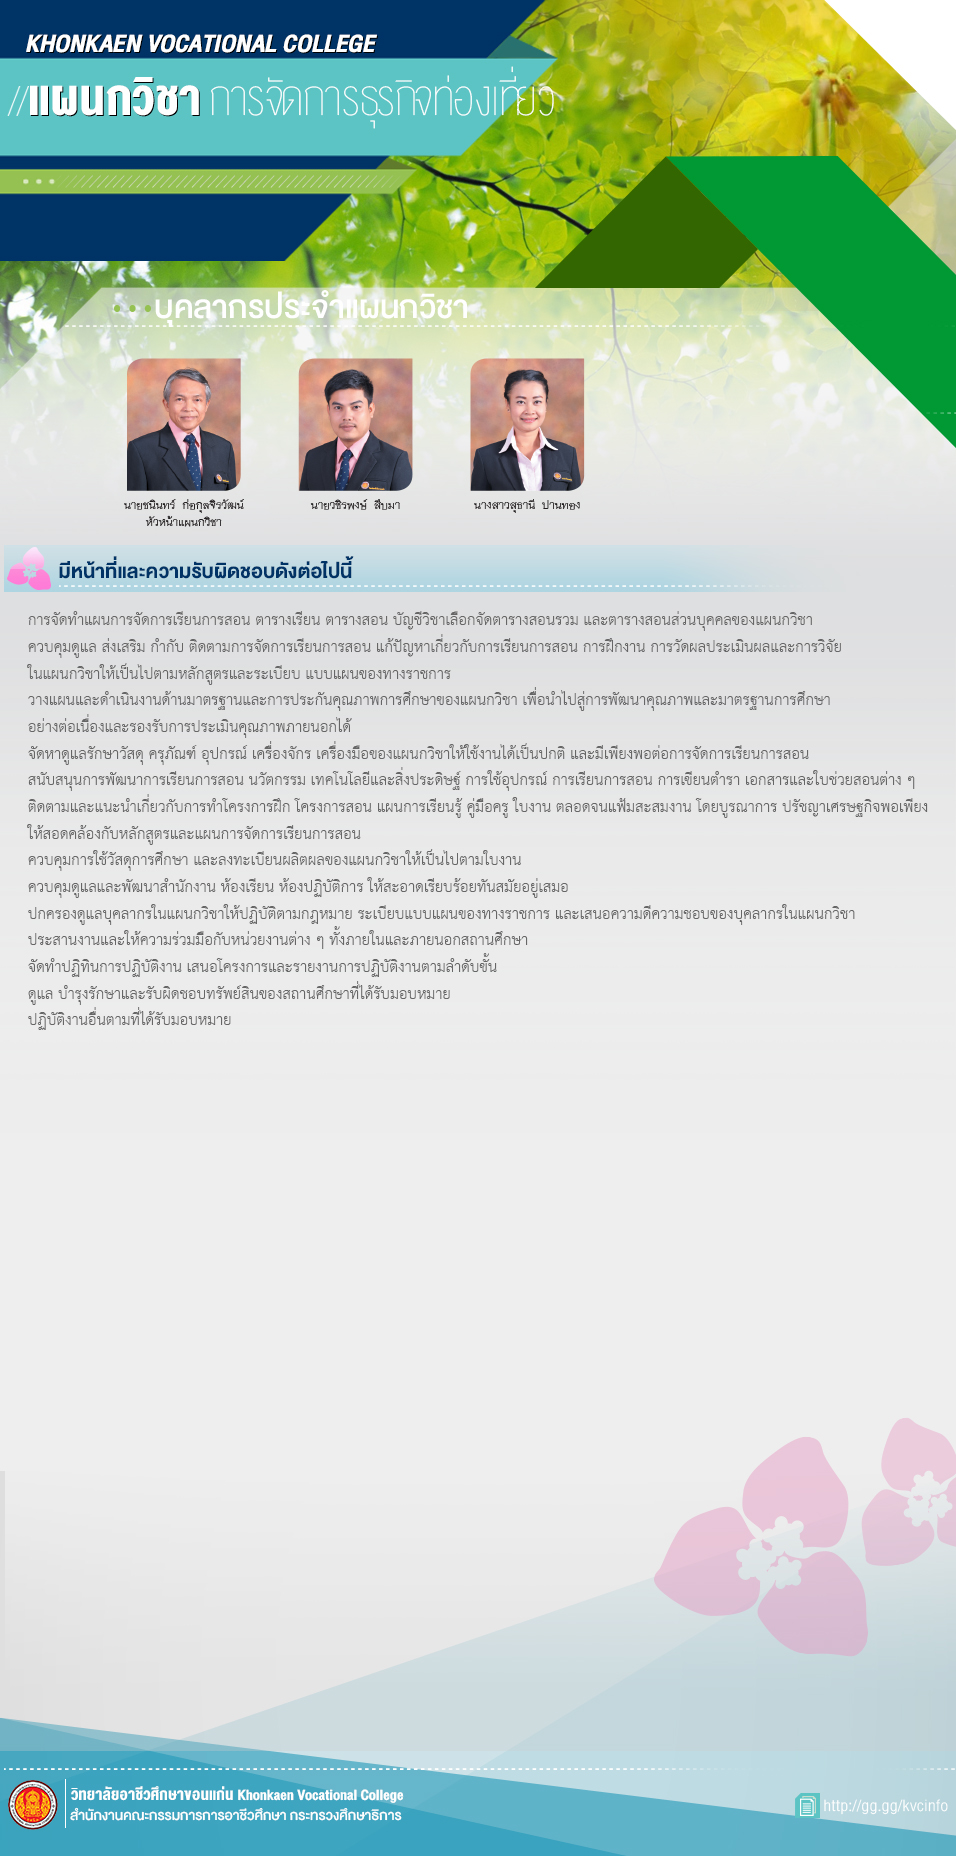 KHONKAEN VOCATIONAL COLLEGE
//แผนกวิชา การจัดการธุรกิจท่องเที่ยว
บุคลากรประจำแผนกวิชา
นายชนินทร์ ก่อกุลจิรวัฒน์
หัวหน้าแผนกวิชา
นายวชิรพงษ์ สืบมา
นางสาวสุธานี ปานทอง
มีหน้าที่และความรับผิดชอบดังต่อไปนี้
การจัดทำแผนการจัดการเรียนการสอน ตารางเรียน ตารางสอน บัญชีวิชาเลือกจัดตารางสอนรวม และตารางสอนส่วนบุคคลของแผนกวิชา
ควบคุมดูแล ส่งเสริม กำกับ ติดตามการจัดการเรียนการสอน แก้ปัญหาเกี่ยวกับการเรียนการสอน การฝึกงาน การวัดผลประเมินผลและการวิจัย
ในแผนกวิชาให้เป็นไปตามหลักสูตรและระเบียบ แบบแผนของทางราชการ
วางแผนและดำเนินงานด้านมาตรฐานและการประกันคุณภาพการศึกษาของแผนกวิชา เพื่อนำไปสู่การพัฒนาคุณภาพและมาตรฐานการศึกษา
อย่างต่อเนื่องและรองรับการประเมินคุณภาพภายนอกได้
จัดหาดูแลรักษาวัสดุ ครุภัณฑ์ อุปกรณ์ เครื่องจักร เครื่องมือของแผนกวิชาให้ใช้งานได้เป็นปกติ และมีเพียงพอต่อการจัดการเรียนการสอน
สนับสนุนการพัฒนาการเรียนการสอน นวัตกรรม เทคโนโลยีและสิ่งประดิษฐ์ การใช้อุปกรณ์ การเรียนการสอน การเขียนตำรา เอกสารและใบช่วยสอนต่าง ๆ
ติดตามและแนะนำเกี่ยวกับการทำโครงการฝึก โครงการสอน แผนการเรียนรู้ คู่มือครู ใบงาน ตลอดจนแฟ้มสะสมงาน โดยบูรณาการ ปรัชญาเศรษฐกิจพอเพียง
ให้สอดคล้องกับหลักสูตรและแผนการจัดการเรียนการสอน
ควบคุมการใช้วัสดุการศึกษา และลงทะเบียนผลิตผลของแผนกวิชาให้เป็นไปตามใบงาน
ควบคุมดูแลและพัฒนาสำนักงาน ห้องเรียน ห้องปฏิบัติการ ให้สะอาดเรียบร้อยทันสมัยอยู่เสมอ
ปกครองดูแลบุคลากรในแผนกวิชาให้ปฏิบัติตามกฎหมาย ระเบียบแบบแผนของทางราชการ และเสนอความดีความชอบของบุคลากรในแผนกวิชา
ประสานงานและให้ความร่วมมือกับหน่วยงานต่าง ๆ ทั้งภายในและภายนอกสถานศึกษา
จัดทำปฏิทินการปฏิบัติงาน เสนอโครงการและรายงานการปฏิบัติงานตามลำดับขั้น
ดูแล บำรุงรักษาและรับผิดชอบทรัพย์สินของสถานศึกษาที่ได้รับมอบหมาย
ปฏิบัติงานอื่นตามที่ได้รับมอบหมาย
วิทยาลัยอาชีวศึกษาขอนแก่น Khonkaen Vocational College
สำนักงานคณะกรรมการการอาชีวศึกษา กระทรวงศึกษาธิการ
http://gg.gg/kvcinfo